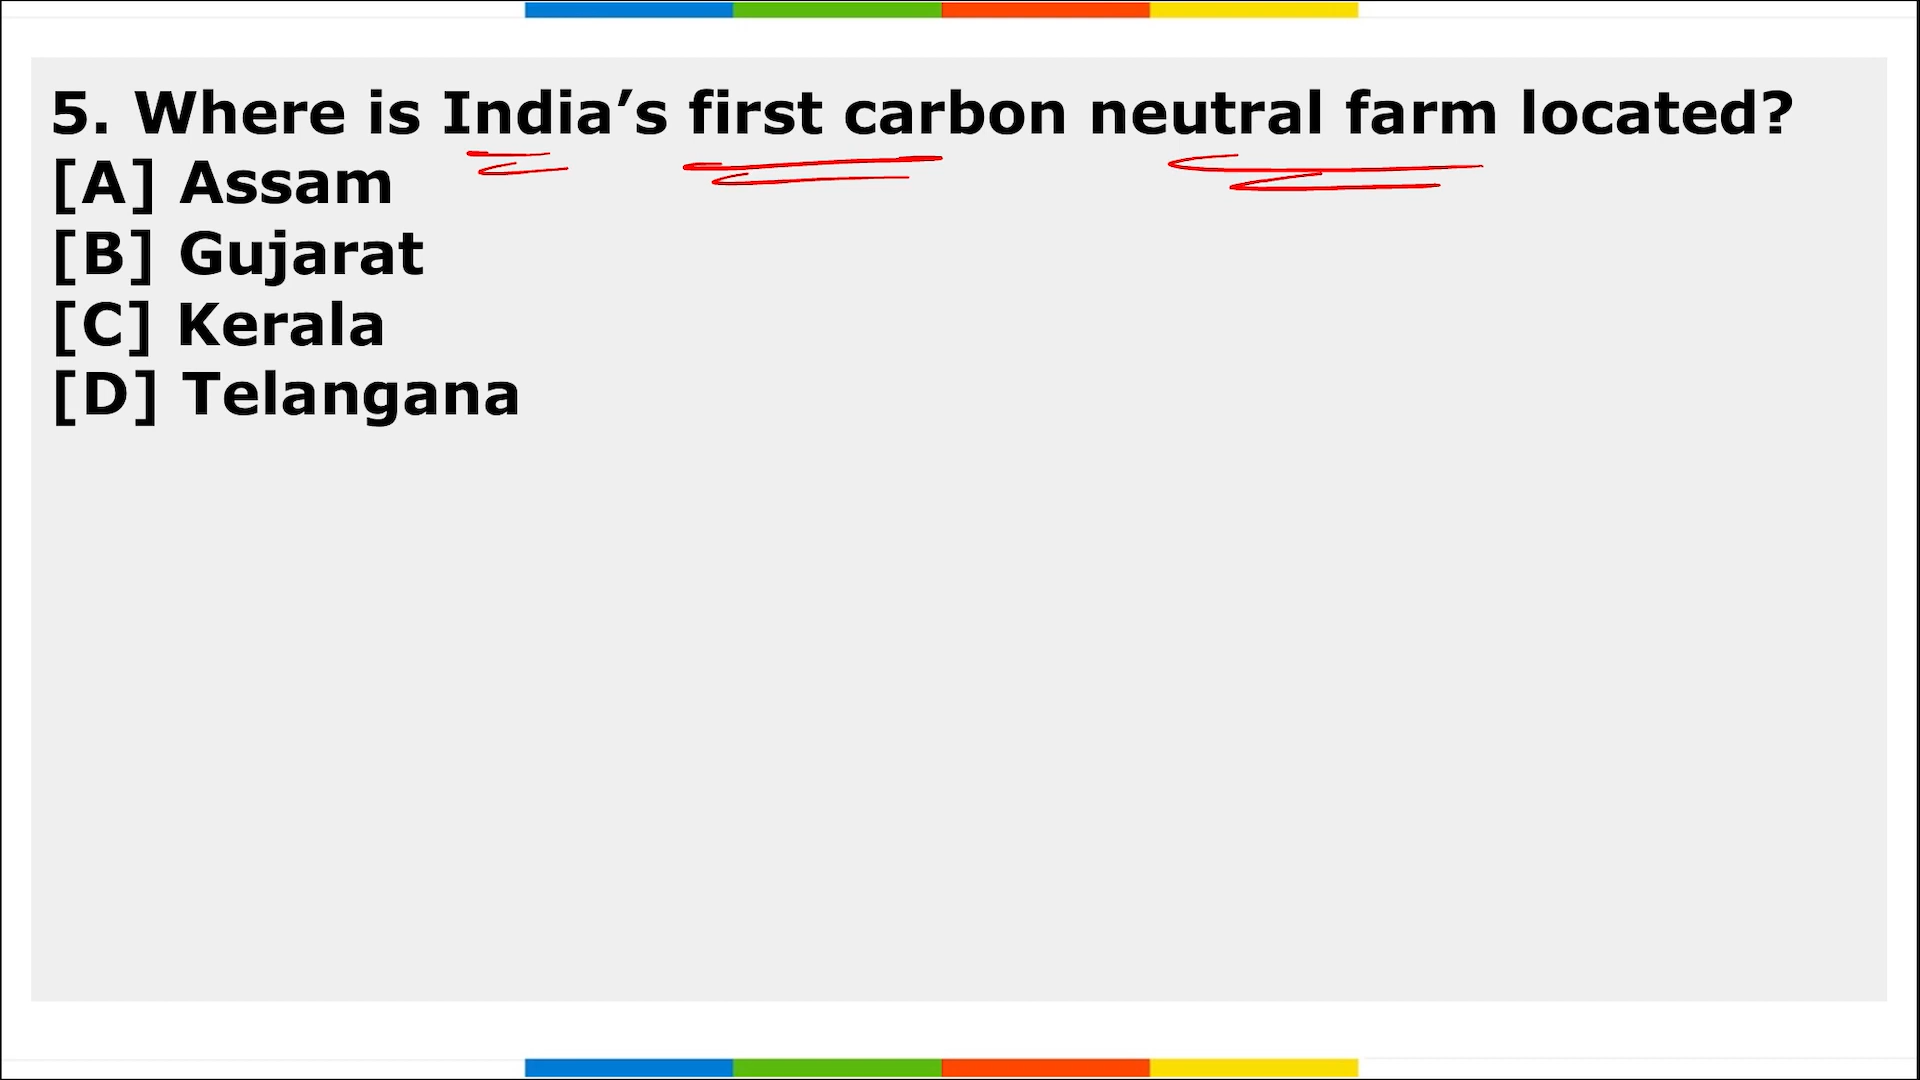 5. Where is India’s first carbon neutral farm located?
[A] Assam
[B] Gujarat
[C] Kerala
[D] Telangana